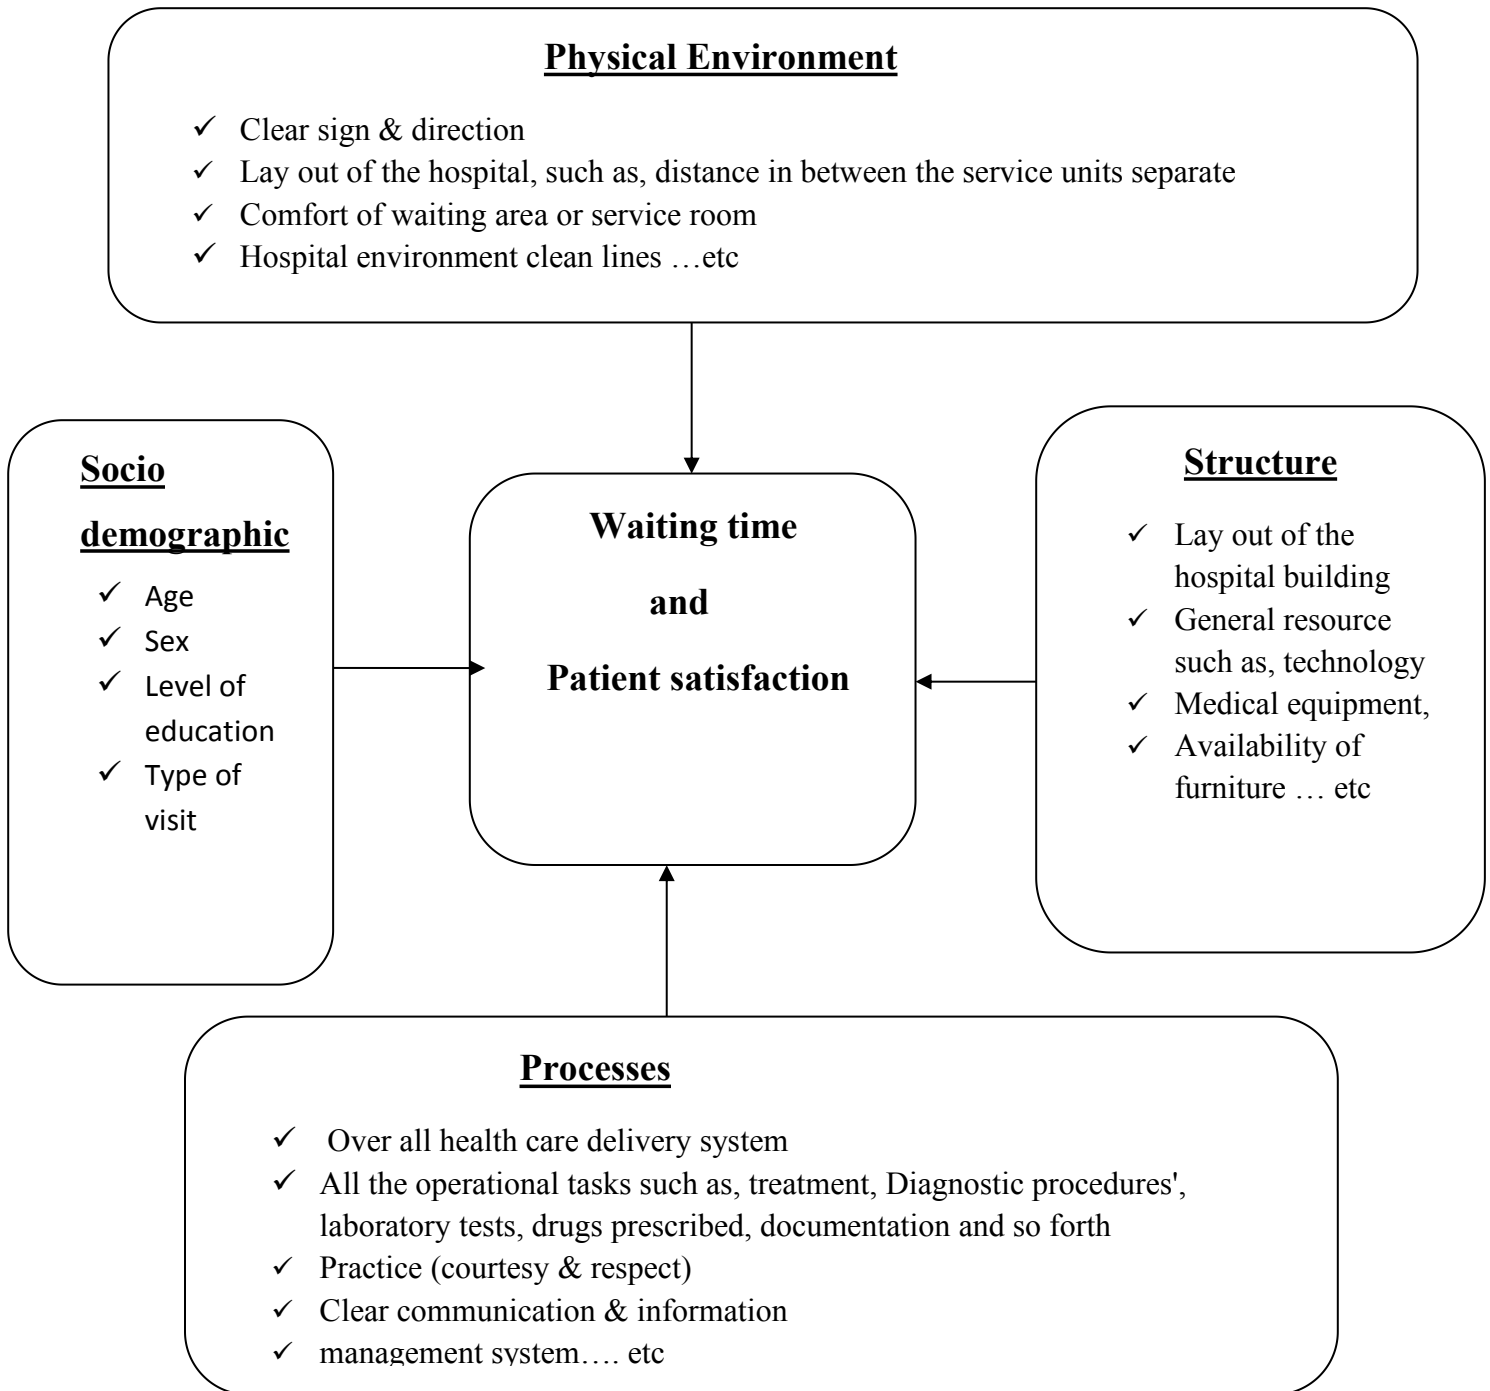 Physical Environment
✓ Clear sign & direction
✓ Lay out of the hospital, such as, distance in between the service units separate
✓ Comfort of waiting area or service room
✓ Hospital environment clean lines …etc
Socio
demographic
✓ Age
✓ Sex
✓ Level of
education
✓ Type of
visit
Waiting time
and
Patient satisfaction
Structure
✓ Lay out of the
hospital building
✓ General resource
such as, technology
✓ Medical equipment,
✓ Availability of
furniture … etc
Processes
✓ Over all health care delivery system
✓ All the operational tasks such as, treatment, Diagnostic procedures',
laboratory tests, drugs prescribed, documentation and so forth
✓ Practice (courtesy & respect)
✓ Clear communication & information
✓ management system…. etc